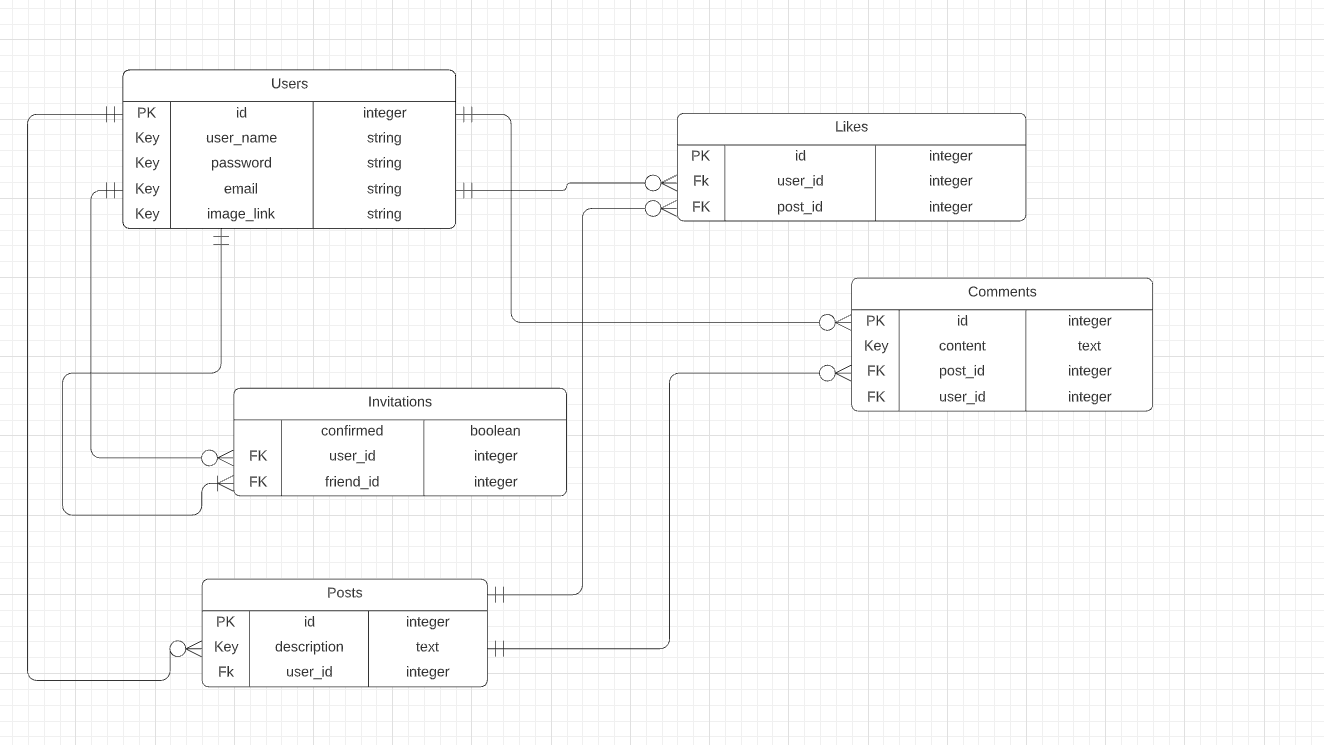 Users
PK id integer
Key user_name string
Key password string
Key email string
Key image_link string
Likes
PK id integer
Fk user_id integer
FK post_id integer
Comments
PK id integer
Key content text
FK post_id integer
FK user_id integer
Invitations
confirmed boolean
FK user_id integer
FK friend_id integer
Posts
PK id integer
Key description text
Fk user_id integer